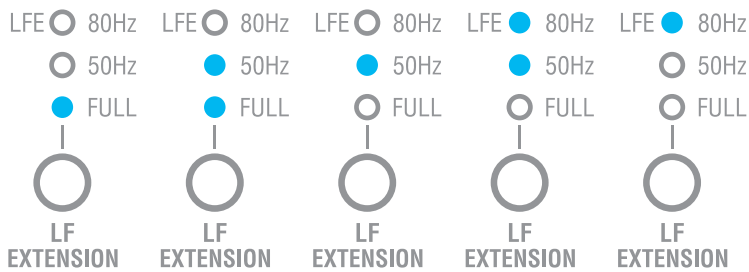 LFE 80Hz LFE 80Hz LFE 80Hz LFE 80Hz LFE 80Hz
50Hz 50Hz 50Hz 50Hz 50Hz
FULL FULL FULL FULL FULL
LF LF LF LF LF
EXTENSION EXTENSION EXTENSION EXTENSION EXTENSION